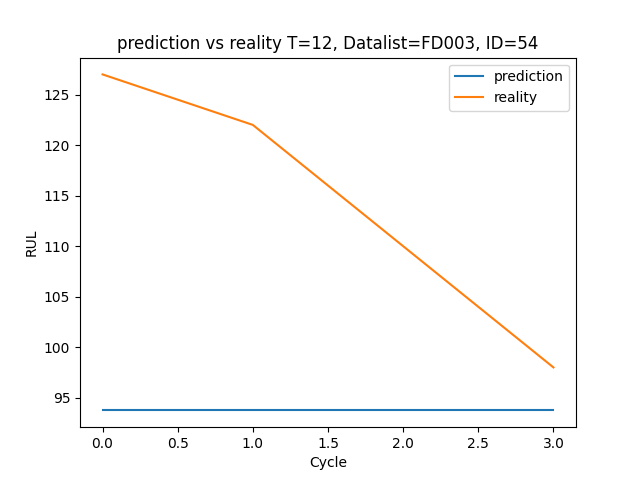 prediction vs reality T=12, Datalist=FD003, ID=54
prediction
reality
125
120
115
110
105
100
95
RUL
0.0 0.5 1.0 1.5 2.0 2.5 3.0
Cycle